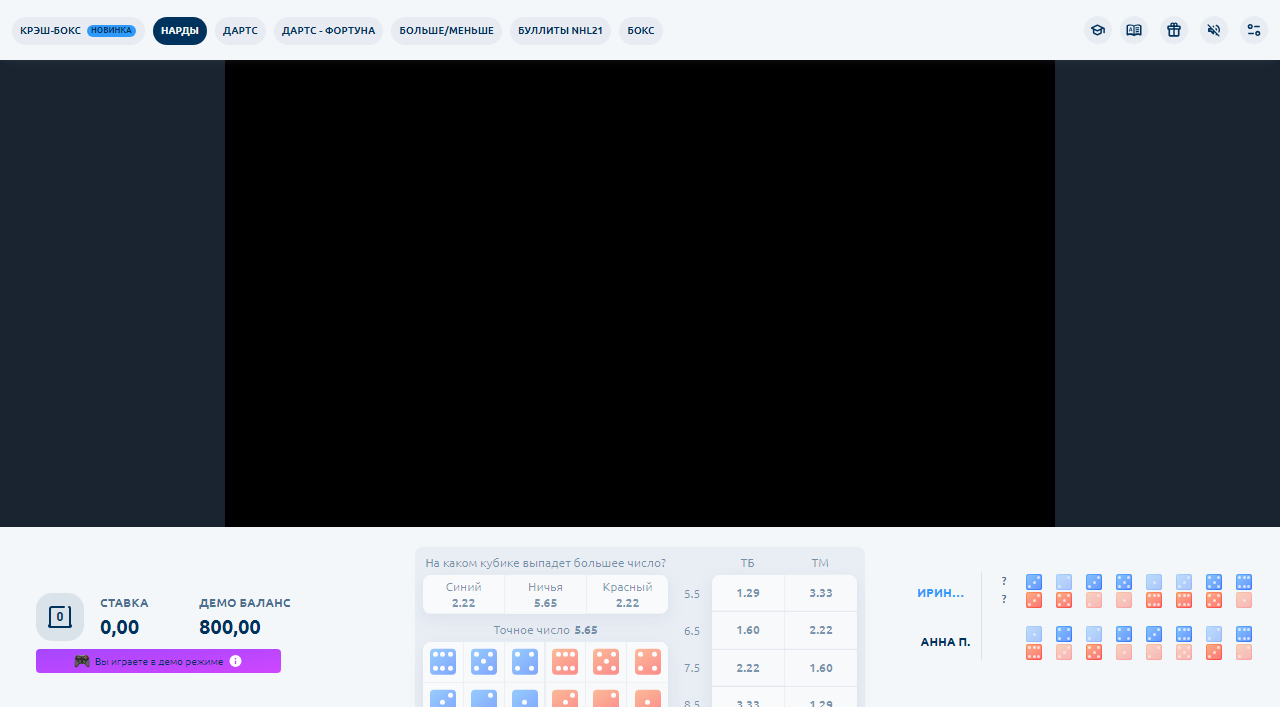 КРЭШ-БОКС НОВИНКА НАРДЫ ДАРТС ДАРТС - ФОРТУНА БОЛЬШЕ/МЕНЬШЕ БУЛЛИТЫ NHL21 БОКС
0
СТАВКА ДЕМО БАЛАНС
0,00 800,00
Вы играете в демо режиме
На каком кубике выпадет большее число?
Синий Ничья Красный
2.22 5.65 2.22
Точное число 5.65
ТБ ТМ
5.5 1.29 3.33
6.5 1.60 2.22
7.5 2.22 1.60
8.5 3.33 1.29
ИРИН... ?
?
АННА П.